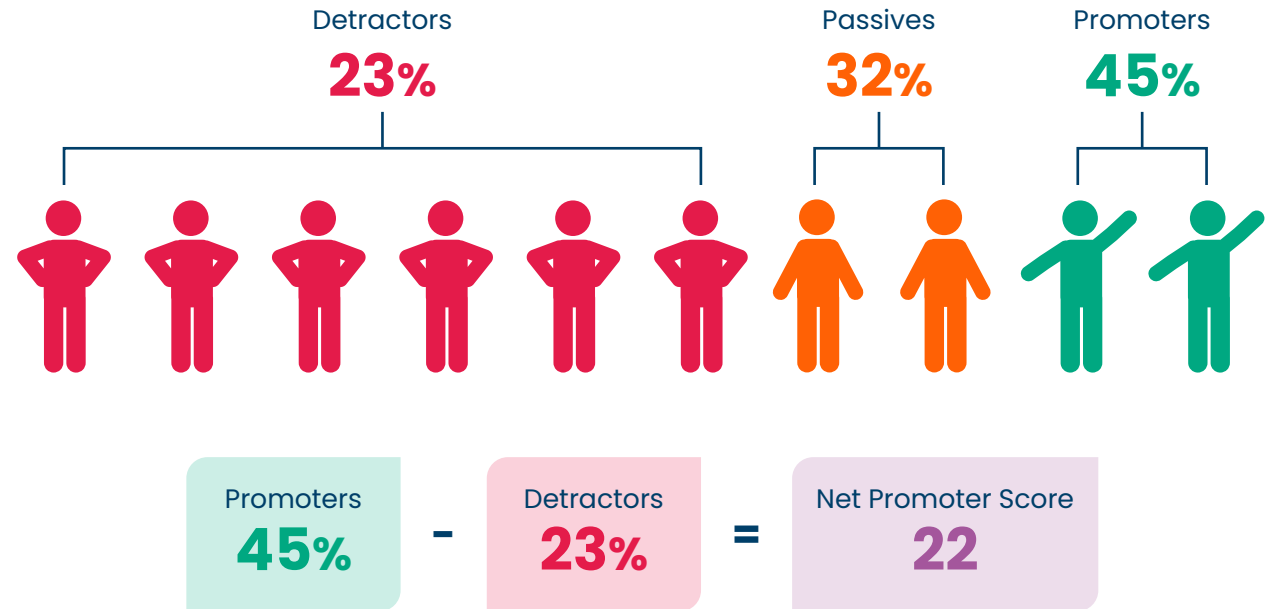 Detractors
23%
Passives
32%
Promoters
45%
Promoters
45%
-
Detractors
23%
=
Net Promoter Score
22